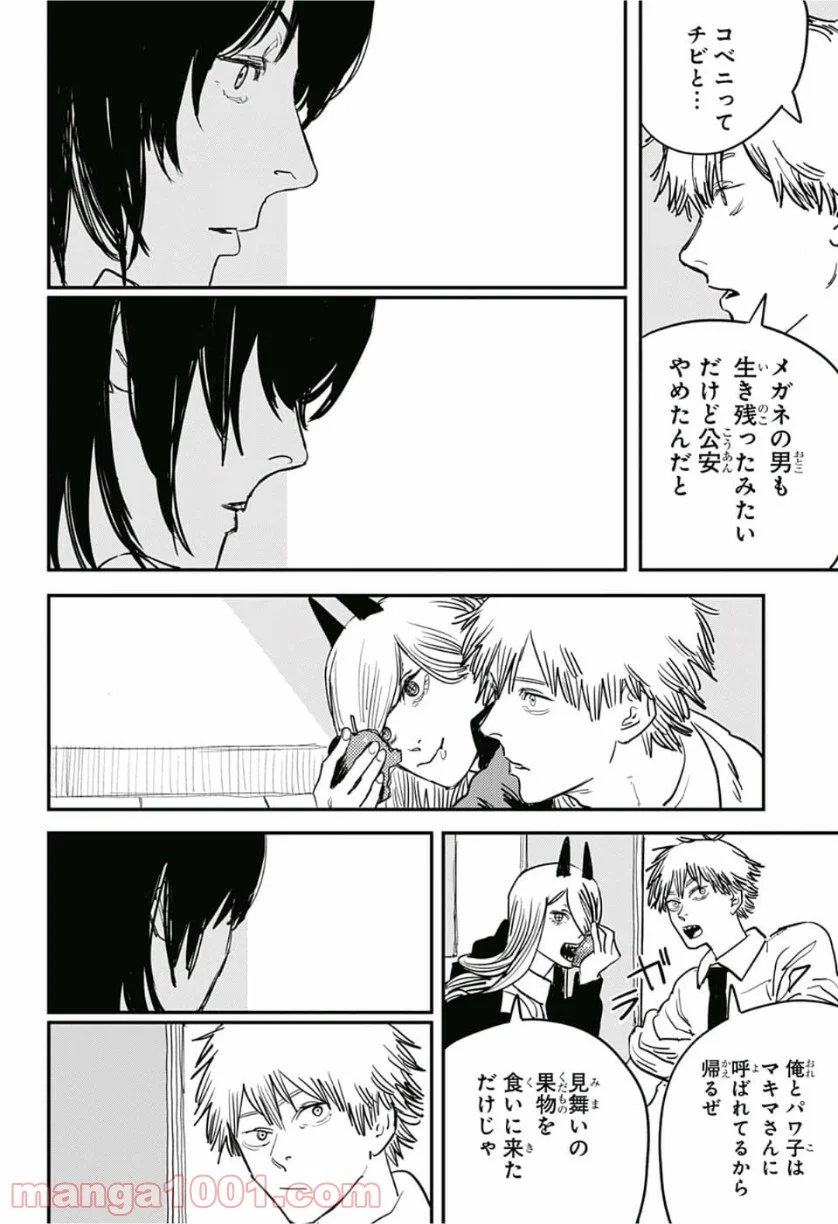 コベニって
チビと…
メガネの男も
生き残ったみたい
だけど公安
やめたんだと
俺とパワ子は
マキマさんに
呼ばれてるから
帰るぜ
ガラッ
見舞いの
果物を
食いに来た
だけじゃ
manga1001.com